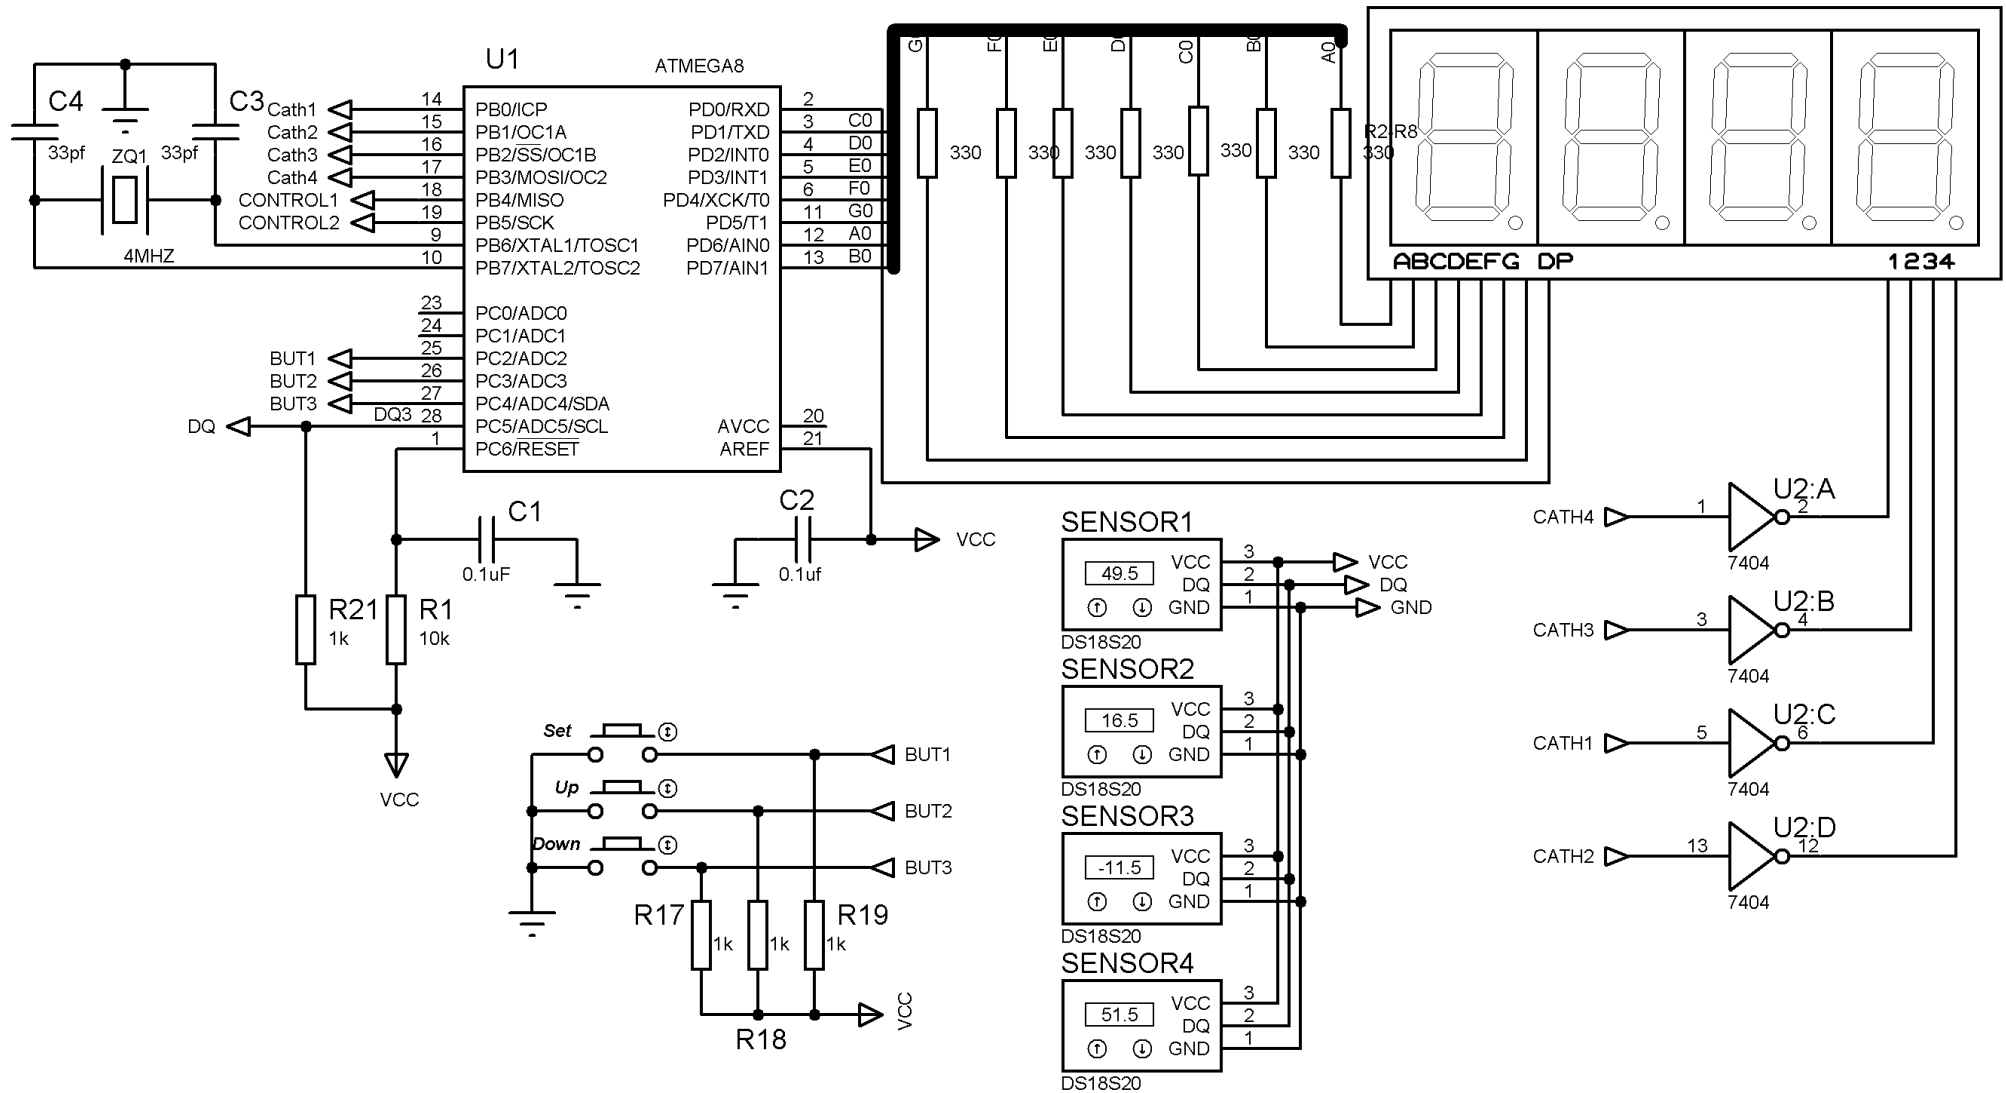 U1
ATMEGA8
C4
33pf
C3
33pf
ZQ1
4MHZ
Cath1
Cath2
Cath3
Cath4
CONTROL1
CONTROL2
14
15
16
17
18
19
9
10
23
24
25
26
27
28
1
PB0/ICP
PB1/OC1A
PB2/SS/OC1B
PB3/MOSI/OC2
PB4/MISO
PB5/SCK
PB6/XTAL1/TOSC1
PB7/XTAL2/TOSC2
PC0/ADC0
PC1/ADC1
PC2/ADC2
PC3/ADC3
PC4/ADC4/SDA
PC5/ADC5/SCL
PC6/RESET
PD0/RXD
PD1/TXD
PD2/INT0
PD3/INT1
PD4/XCK/T0
PD5/T1
PD6/AIN0
PD7/AIN1
AVCC
AREF
2
3
4
5
6
11
12
13
20
21
C0
D0
E0
F0
G0
A0
B0
BUT1
BUT2
BUT3
DQ
DQ3
G0
F0
E0
D0
C0
B0
A0
330
330
330
330
330
330
330
R2-R8
ABCDEFG DP
1234
C1
0.1uF
C2
0.1uf
VCC
R21
1k
R1
10k
VCC
Set
Up
Down
BUT1
BUT2
BUT3
R17
1k
1k
R19
1k
R18
VCC
SENSOR1
49.5
VCC 3
DQ 2
GND 1
DS18S20
VCC
DQ
GND
SENSOR2
16.5
VCC 3
DQ 2
GND 1
DS18S20
SENSOR3
-11.5
VCC 3
DQ 2
GND 1
DS18S20
SENSOR4
51.5
VCC 3
DQ 2
GND 1
DS18S20
U2:A
CATH4 1 2
7404
U2:B
CATH3 3 4
7404
U2:C
CATH1 5 6
7404
U2:D
CATH2 13 12
7404